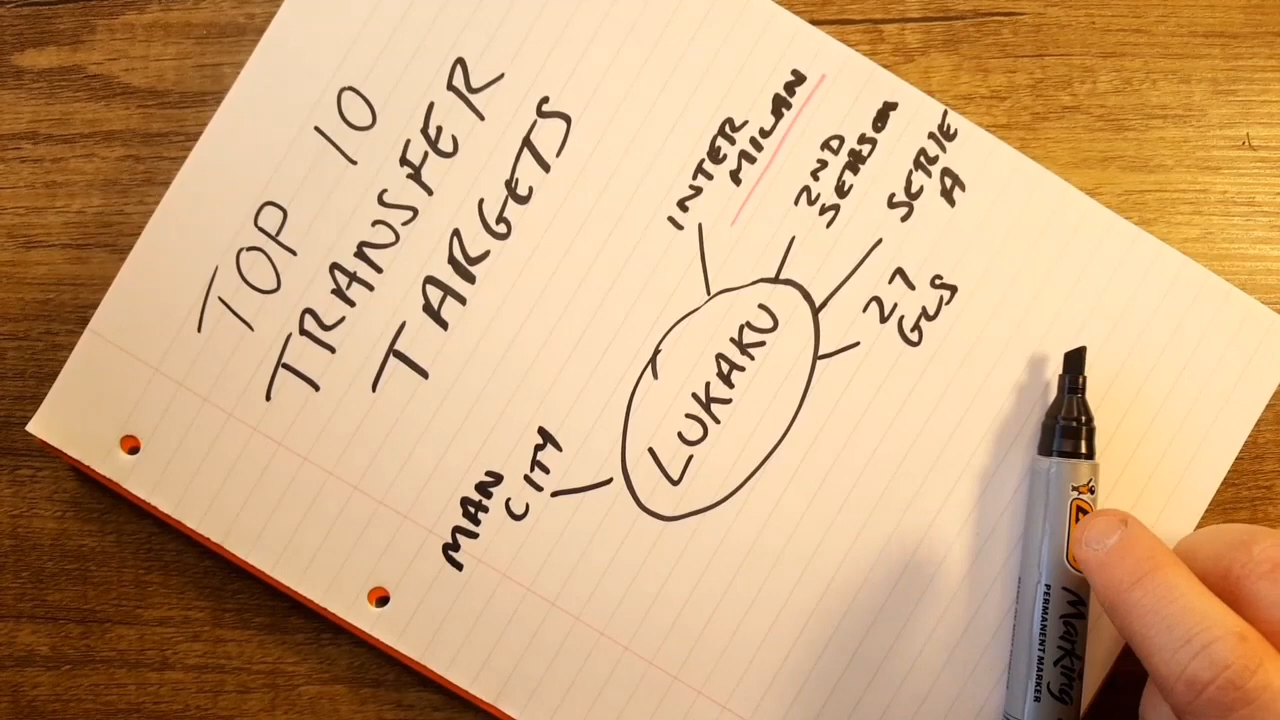 TOP 10
TRANSFER
TARGETS
INTER
MILAN
2ND
SEASON
SERIE
A
27
GLS
LUKAKU
MAN
CITY
Marking
PERMANENT MARKER